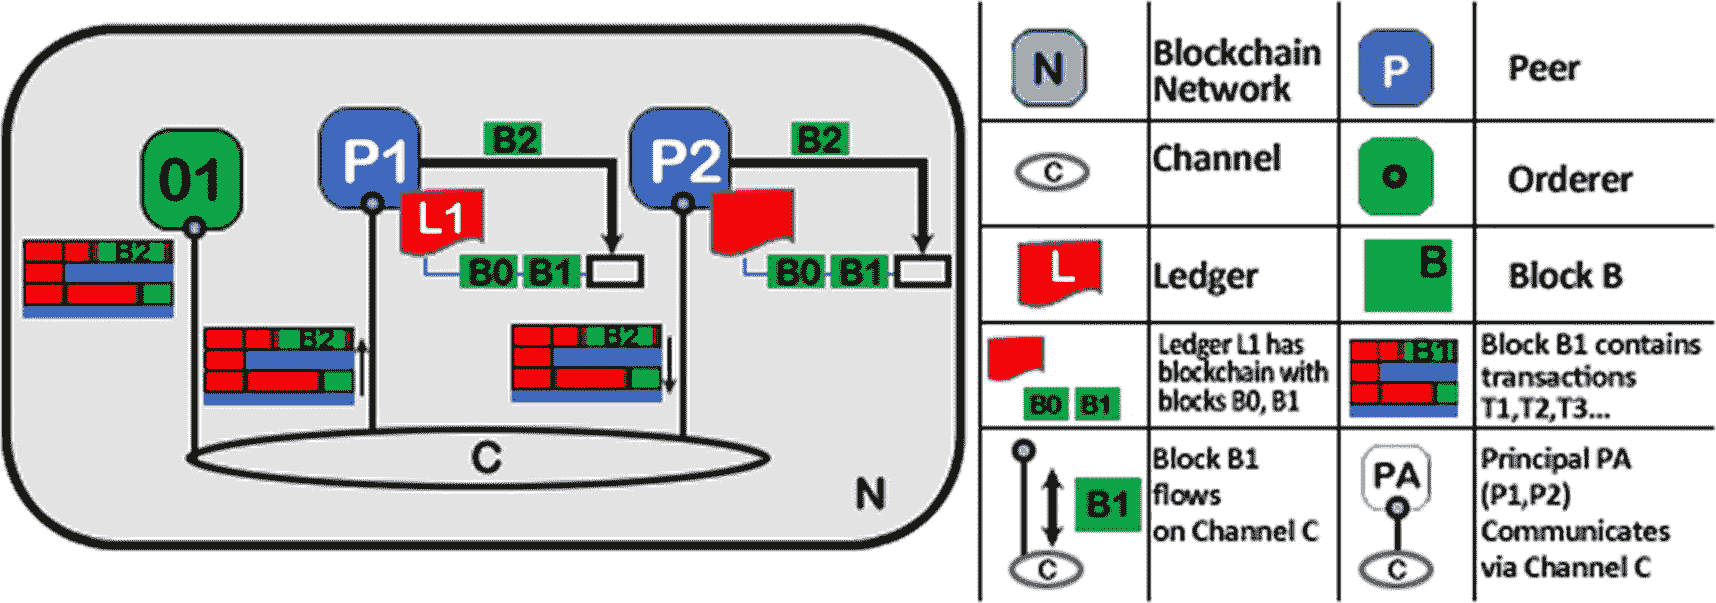 B2
B2
O1
P1
P2
L1
B2
B0 B1
B0 B1
B2
B2
C
N
N
Blockchain
Network
P
Peer
C
Channel
O
Orderer
L
Ledger
B
Block B
B0 B1
Ledger L1 has
blockchain with
blocks B0, B1
B1
Block B1 contains
transactions
T1,T2,T3...
B1
C
Block B1
flows
on Channel C
PA
C
Principal PA
(P1,P2)
Communicates
via Channel C